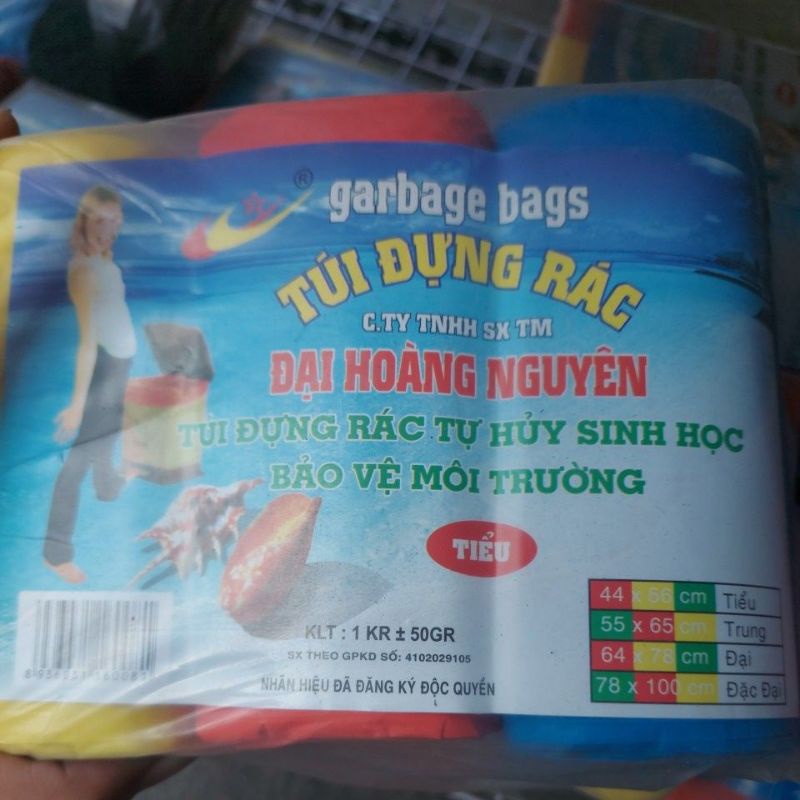 ®
garbage bags
TÚI ĐỰNG RÁC
C.TY TNHH SX TM
ĐẠI HOÀNG NGUYÊN
TÚI ĐỰNG RÁC TỰ HỦY SINH HỌC
BẢO VỆ MÔI TRƯỜNG
TIỂU
44 x 56 cm Tiểu
55 x 65 cm Trung
64 x 78 cm Đại
78 x 100 cm Đặc Đại
KLT : 1 KR ± 50GR
SX THEO GPKD SỐ: 4102029105
NHÃN HIỆU ĐÃ ĐĂNG KÝ ĐỘC QUYỀN